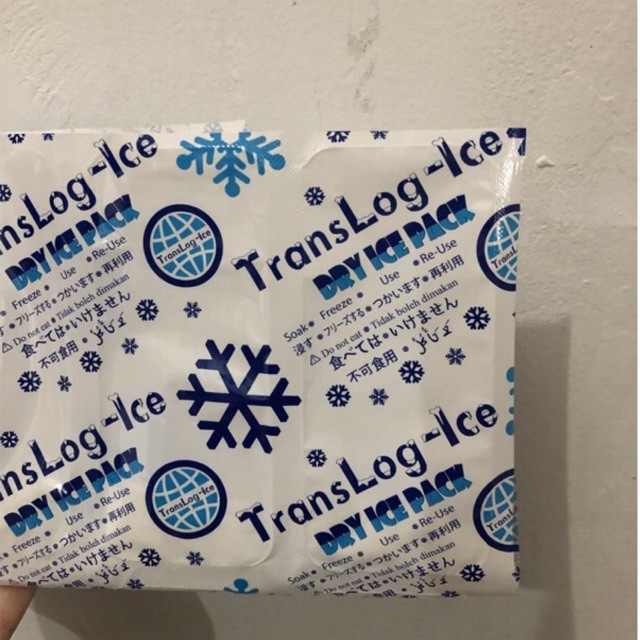 TransLog-Ice
DRY ICE PACK
TransLog-Ice
Freeze● Use ●Re-Use
フリーズする●つかいます●再利用
⚠ Do not eat ● Tidak boleh dimakan
食べては●いけません
不可食用 ●
TransLog-Ice
DRY ICE PACK
TransLog-Ice
Soak● Freeze● Use ●Re-Use
浸す●フリーズする●つかいます●再利用
⚠ Do not eat ● Tidak boleh dimakan
食べては●いけません
不可食用 ●
TransLog-Ice
DRY ICE PACK
TransLog-Ice
Freeze● Use ●Re-Use
フリーズする●つかいます●再利用
Do not eat ● Tidak boleh dimakan
食べては●いけません
不可食用 ●
TransLog-Ice
DRY ICE PACK
Soak● Freeze● Use ●Re-Use
浸す●フリーズする●つかいます●再利用
⚠ Do not eat ● Tidak boleh dimakan
食べては●いけません